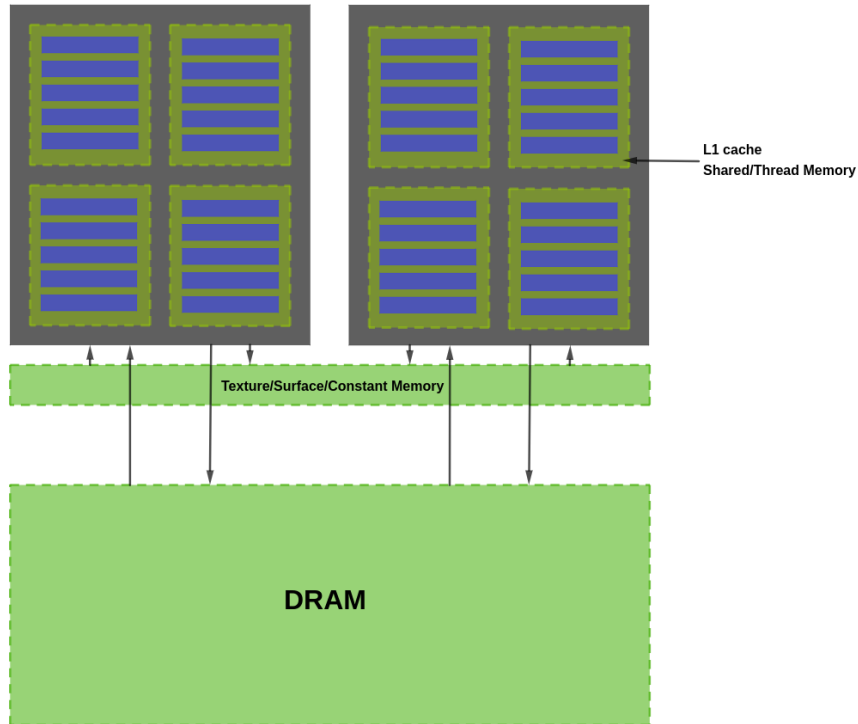 L1 cache
Shared/Thread Memory
Texture/Surface/Constant Memory
DRAM